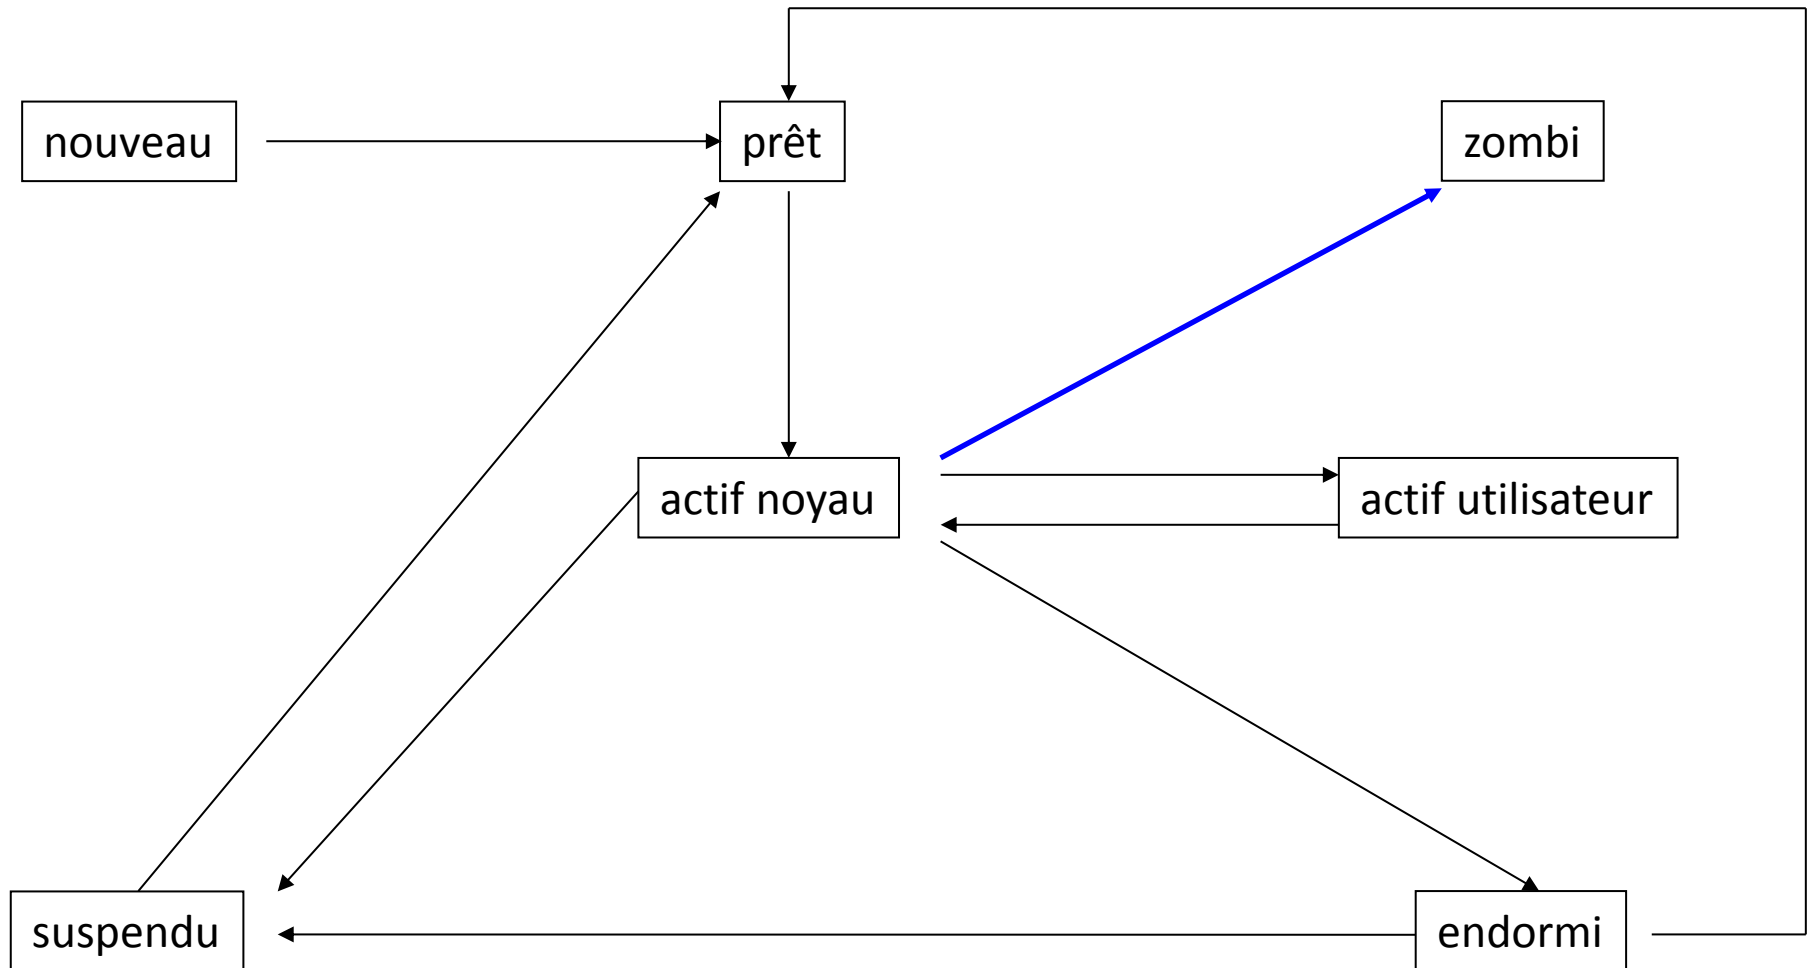 nouveau
prêt
zombi
actif noyau
actif utilisateur
suspendu
endormi